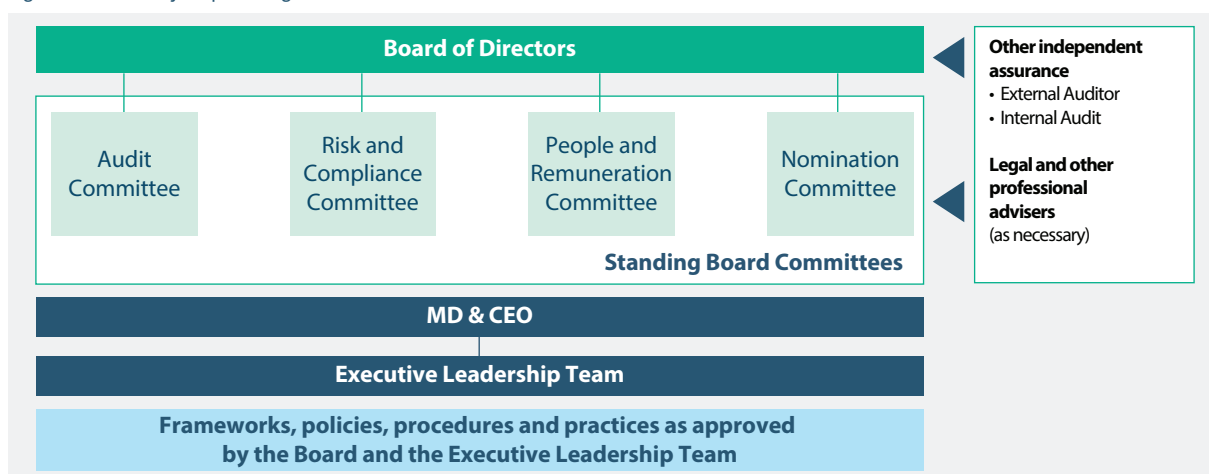 Board of Directors
Audit
Committee
Risk and
Compliance
Committee
People and
Remuneration
Committee
Nomination
Committee
Standing Board Committees
MD & CEO
Executive Leadership Team
Frameworks, policies, procedures and practices as approved
by the Board and the Executive Leadership Team
Other independent
assurance
• External Auditor
• Internal Audit
Legal and other
professional
advisers
(as necessary)